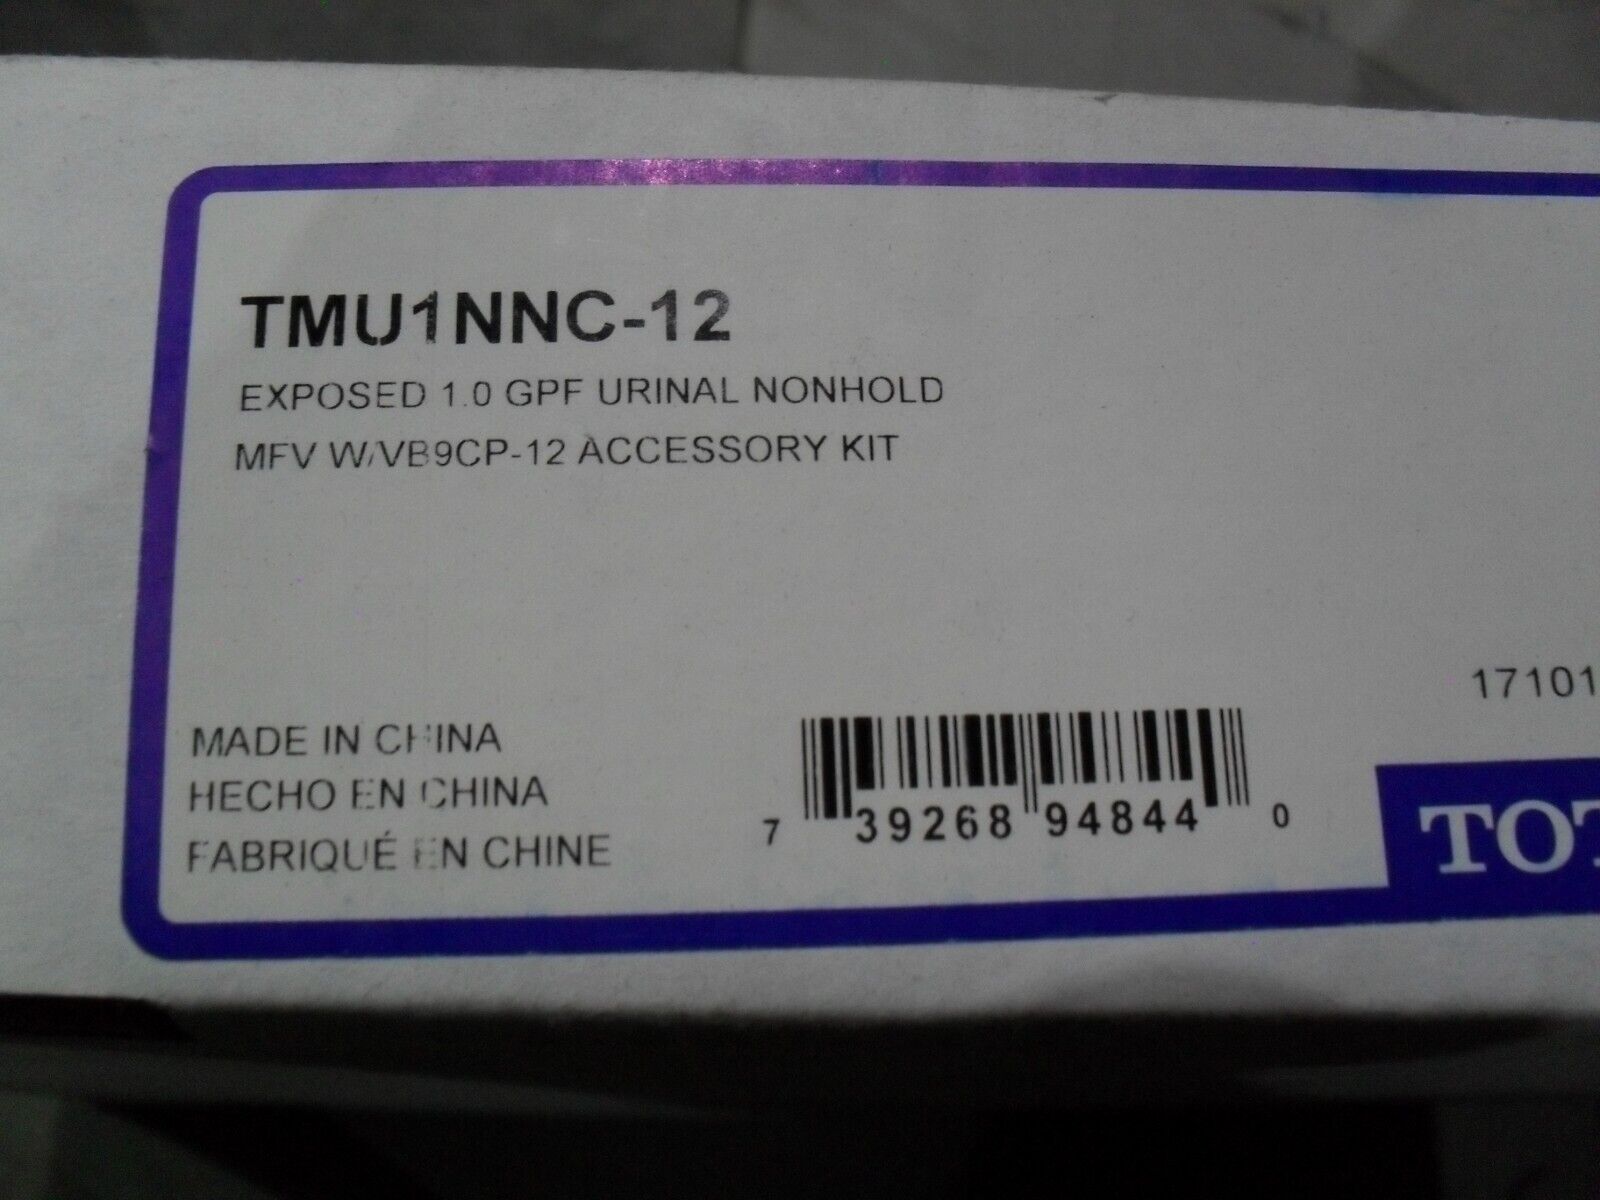 TMU1NNC-12
EXPOSED 1.0 GPF URINAL NONHOLD
MFV W/VB9CP-12 ACCESSORY KIT
17101
MADE IN CHINA
HECHO EN CHINA
FABRIQUÉ EN CHINE
7 39268 94844 0
TOT